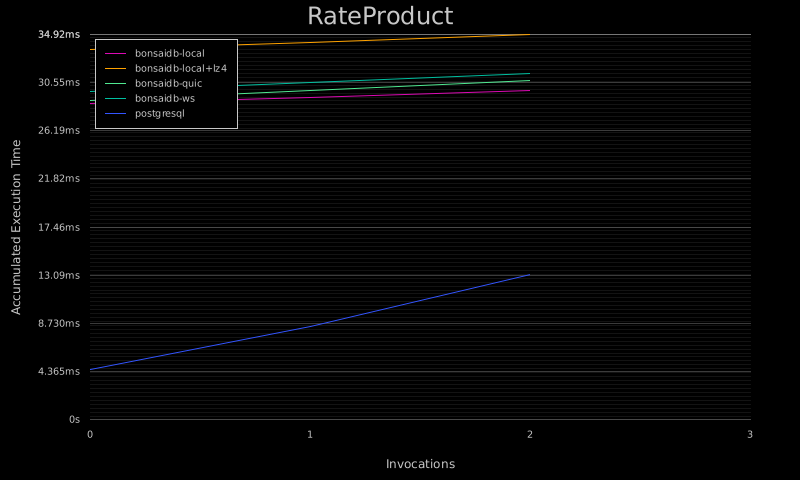 RateProduct
34.92ms
bonsaidb-local
bonsaidb-local+lz4
bonsaidb-quic
bonsaidb-ws
postgresql
30.55ms
26.19ms
21.82ms
17.46ms
13.09ms
8.730ms
4.365ms
0s
Accumulated Execution Time
0 1 2 3
Invocations